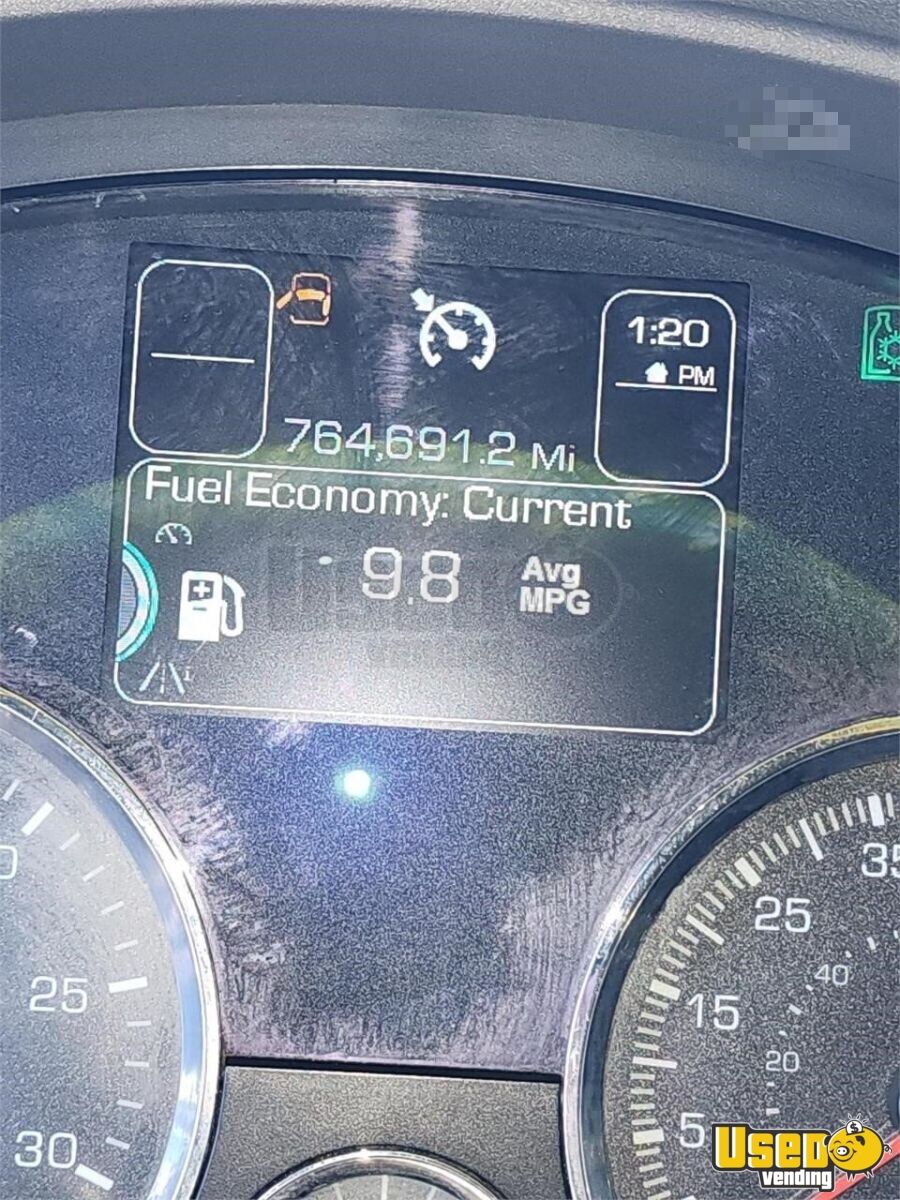 1:20
PM
764,691.2 Mi
Fuel Economy: Current
9.8 Avg
MPG
35
25
25
40
15
20
5
30
Used
vending